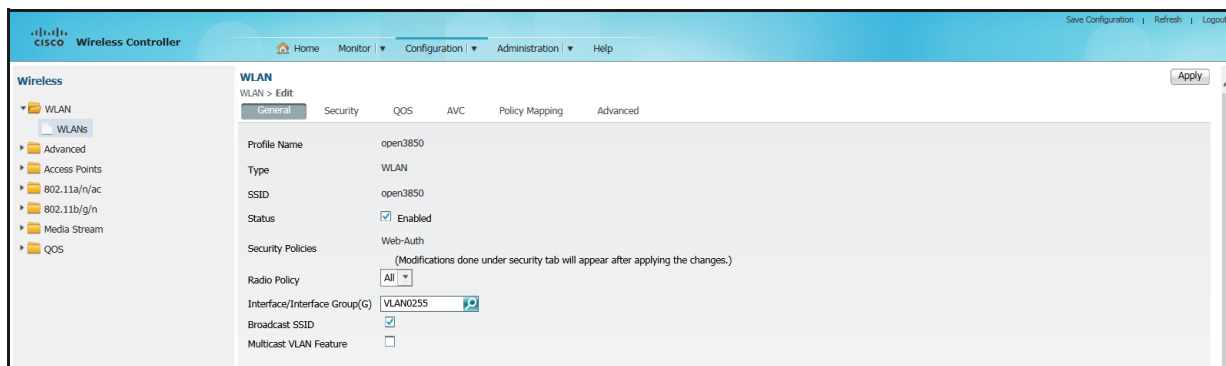 Save Configuration | Refresh | Logout
CISCO Wireless Controller
Home Monitor Configuration Administration Help
Wireless
WLAN
WLANs
Advanced
Access Points
802.11a/n/ac
802.11b/g/n
Media Stream
QOS
WLAN
Apply
WLAN > Edit
General Security QOS AVC Policy Mapping Advanced
Profile Name open3850
Type WLAN
SSID open3850
Status Enabled
Security Policies Web-Auth
(Modifications done under security tab will appear after applying the changes.)
Radio Policy All
Interface/Interface Group(G) VLAN0255
Broadcast SSID
Multicast VLAN Feature